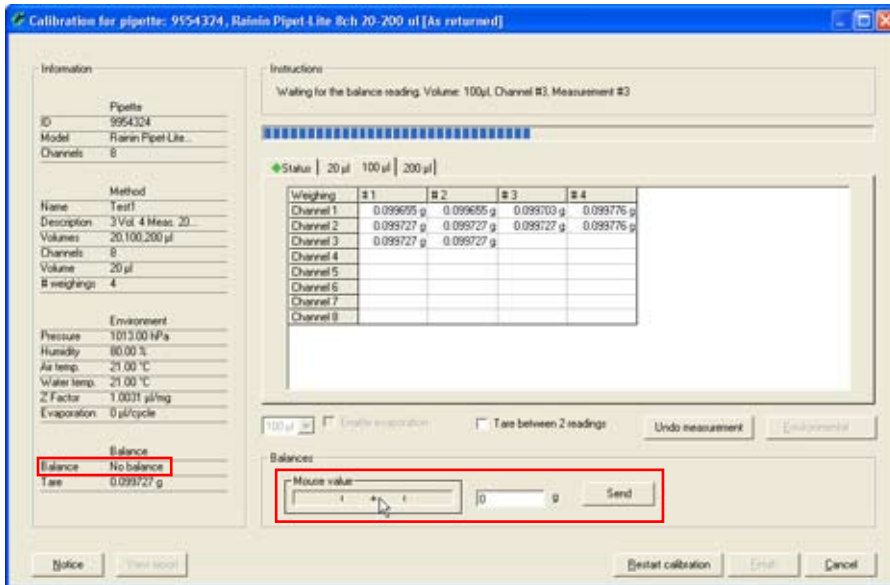 Calibration for pipette: 9954324, Rainin Pipet-Lite 8ch 20-200 ul [As returned]
Information
Pipette
ID 9954324
Model Rainin Pipet-Lite...
Channels 8
Method
Name Test1
Description 3 Vol. 4 Meas. 20...
Volumes 20,100,200 µl
Channels 8
Volume 20 µl
# weighings 4
Environment
Pressure 1013.00 hPa
Humidity 80.00 %
Air temp. 21.00 °C
Water temp. 21.00 °C
Z Factor 1.0031 µl/mg
Evaporation 0 µl/cycle
Balance
Balance No balance
Tare 0.099727 g
Instructions
Waiting for the balance reading. Volume: 100µl, Channel #3, Measurement #3
Status 20 µl 100 µl 200 µl
Weighing #1 #2 #3 #4
Channel 1 0.099655 g 0.099655 g 0.099703 g 0.099776 g
Channel 2 0.099727 g 0.099727 g 0.099727 g 0.099776 g
Channel 3 0.099727 g 0.099727 g
Channel 4
Channel 5
Channel 6
Channel 7
Channel 8
100 µl Enable evaporation Tare between 2 readings Undo measurement Environmental
Balances
Mouse value
0 g Send
Notice View report Restart calibration Finish Cancel